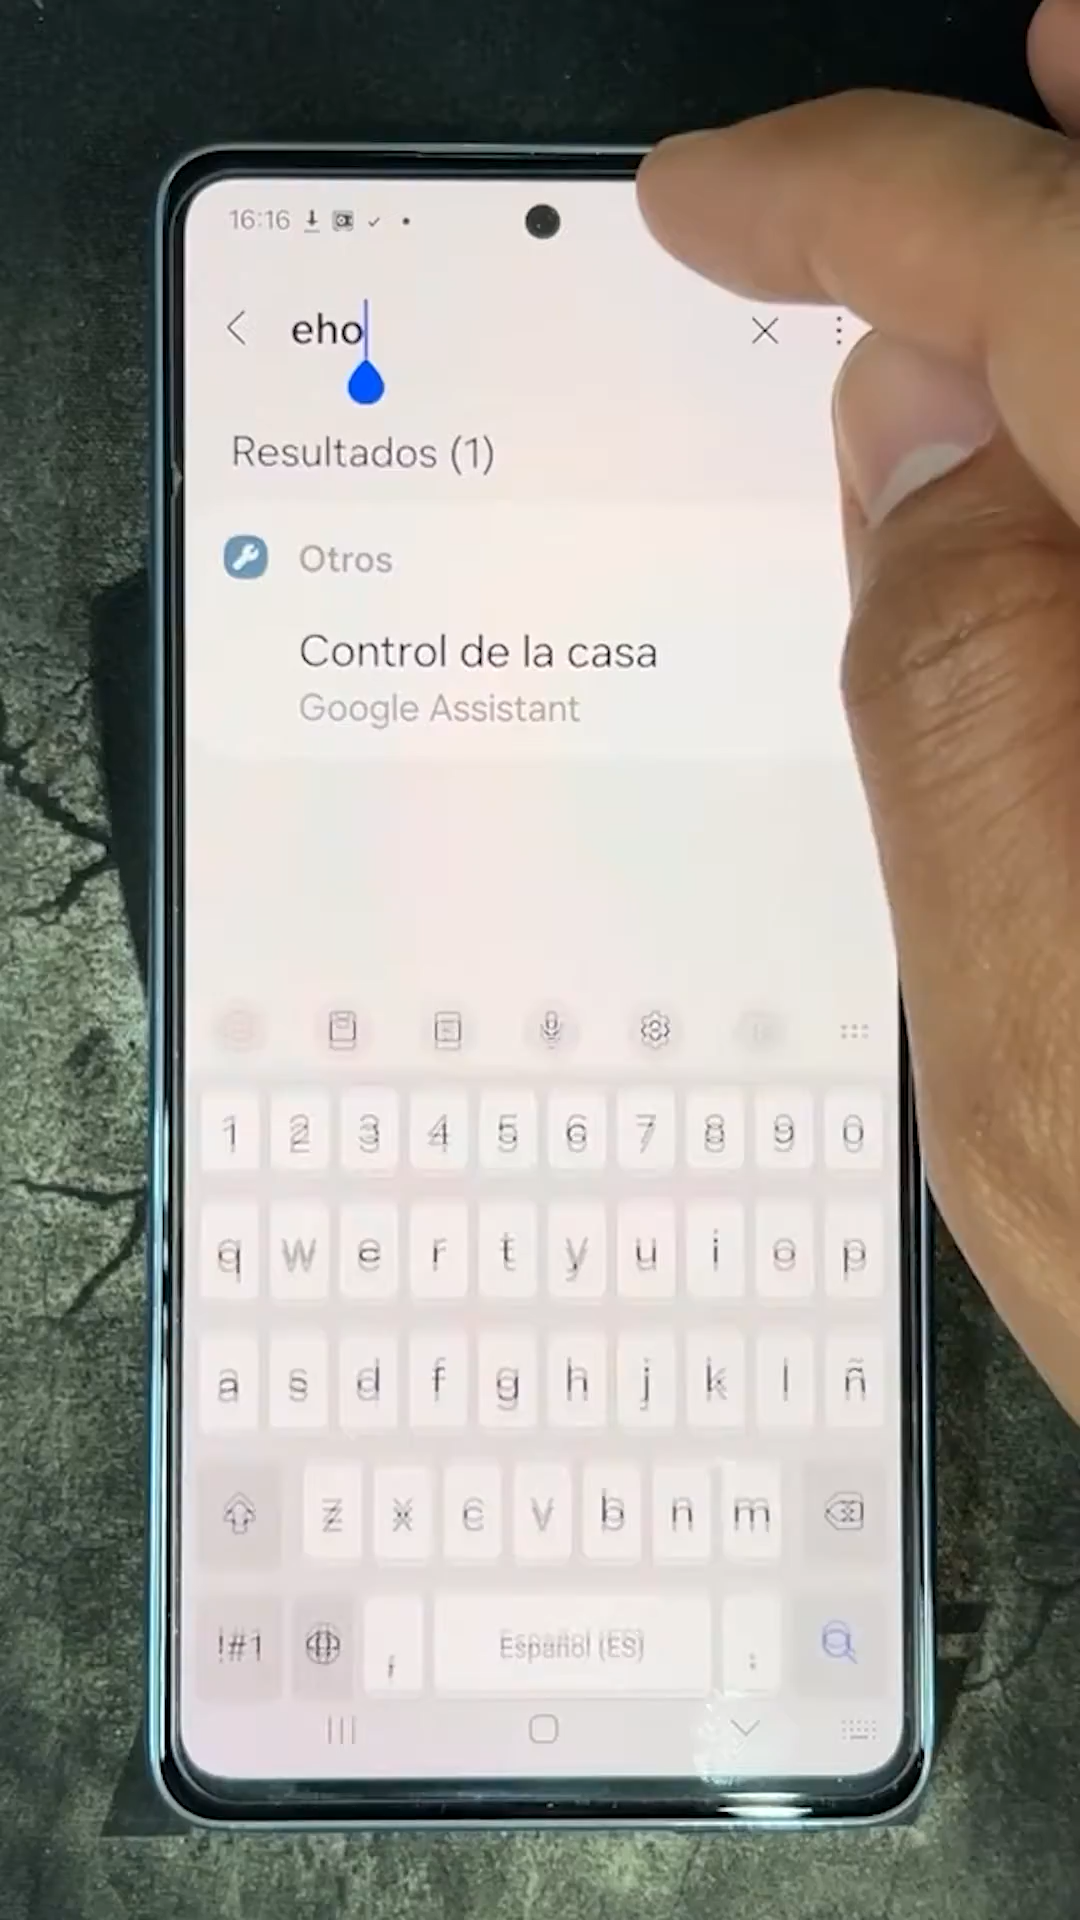 16:16
eho
Resultados (1)
Otros
Control de la casa
Google Assistant
1 2 3 4 5 6 7 8 9 0
q w e r t y u i o p
a s d f g h j k l ñ
z x c v b n m
!#1 , Español (ES) .